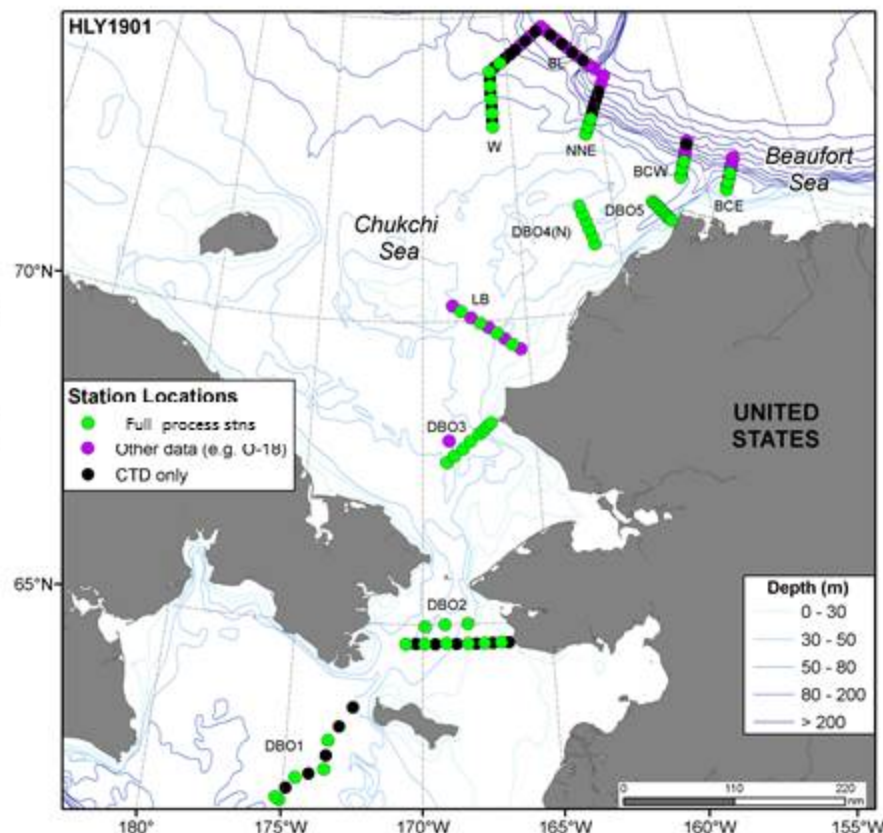 HLY1901
BL
W
NNE
BCW
BCE
Beaufort
Sea
DBO5
DBO4(N)
Chukchi
Sea
70°N
LB
Station Locations
Full process stns
Other data (e.g. O-18)
CTD only
DBO3
UNITED
STATES
65°N
DBO2
Depth (m)
0 - 30
30 - 50
50 - 80
80 - 200
> 200
DBO1
0 110 220
nm
180° 175°W 170°W 165°W 160°W 155°W